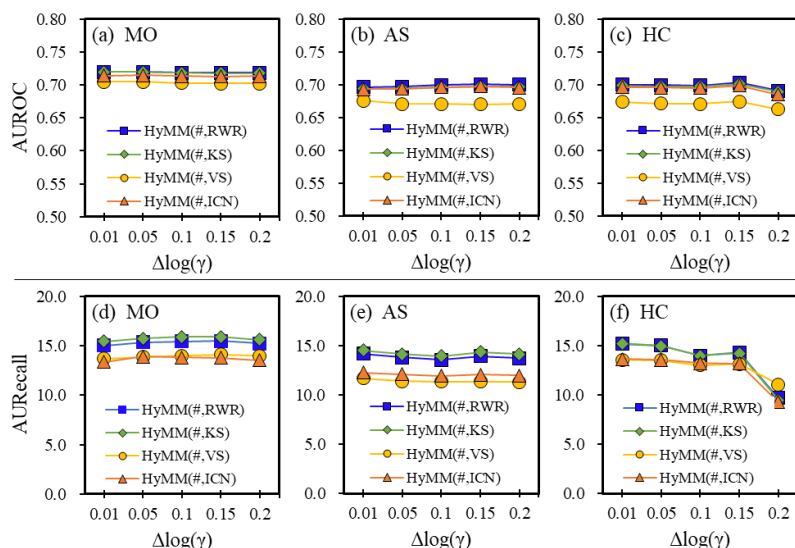 (a) MO
AUROC
0.80
0.75
0.70
0.65
0.60
0.55
0.50
HyMM(#,RWR)
HyMM(#,KS)
HyMM(#,VS)
HyMM(#,ICN)
0.01 0.05 0.1 0.15 0.2
Δlog(γ)
(b) AS
0.80
0.75
0.70
0.65
0.60
0.55
0.50
HyMM(#,RWR)
HyMM(#,KS)
HyMM(#,VS)
HyMM(#,ICN)
0.01 0.05 0.1 0.15 0.2
Δlog(γ)
(c) HC
0.80
0.75
0.70
0.65
0.60
0.55
0.50
HyMM(#,RWR)
HyMM(#,KS)
HyMM(#,VS)
HyMM(#,ICN)
0.01 0.05 0.1 0.15 0.2
Δlog(γ)
(d) MO
AURecall
20.0
15.0
10.0
5.0
0.0
HyMM(#,RWR)
HyMM(#,KS)
HyMM(#,VS)
HyMM(#,ICN)
0.01 0.05 0.1 0.15 0.2
Δlog(γ)
(e) AS
20.0
15.0
10.0
5.0
0.0
HyMM(#,RWR)
HyMM(#,KS)
HyMM(#,VS)
HyMM(#,ICN)
0.01 0.05 0.1 0.15 0.2
Δlog(γ)
(f) HC
20.0
15.0
10.0
5.0
0.0
HyMM(#,RWR)
HyMM(#,KS)
HyMM(#,VS)
HyMM(#,ICN)
0.01 0.05 0.1 0.15 0.2
Δlog(γ)